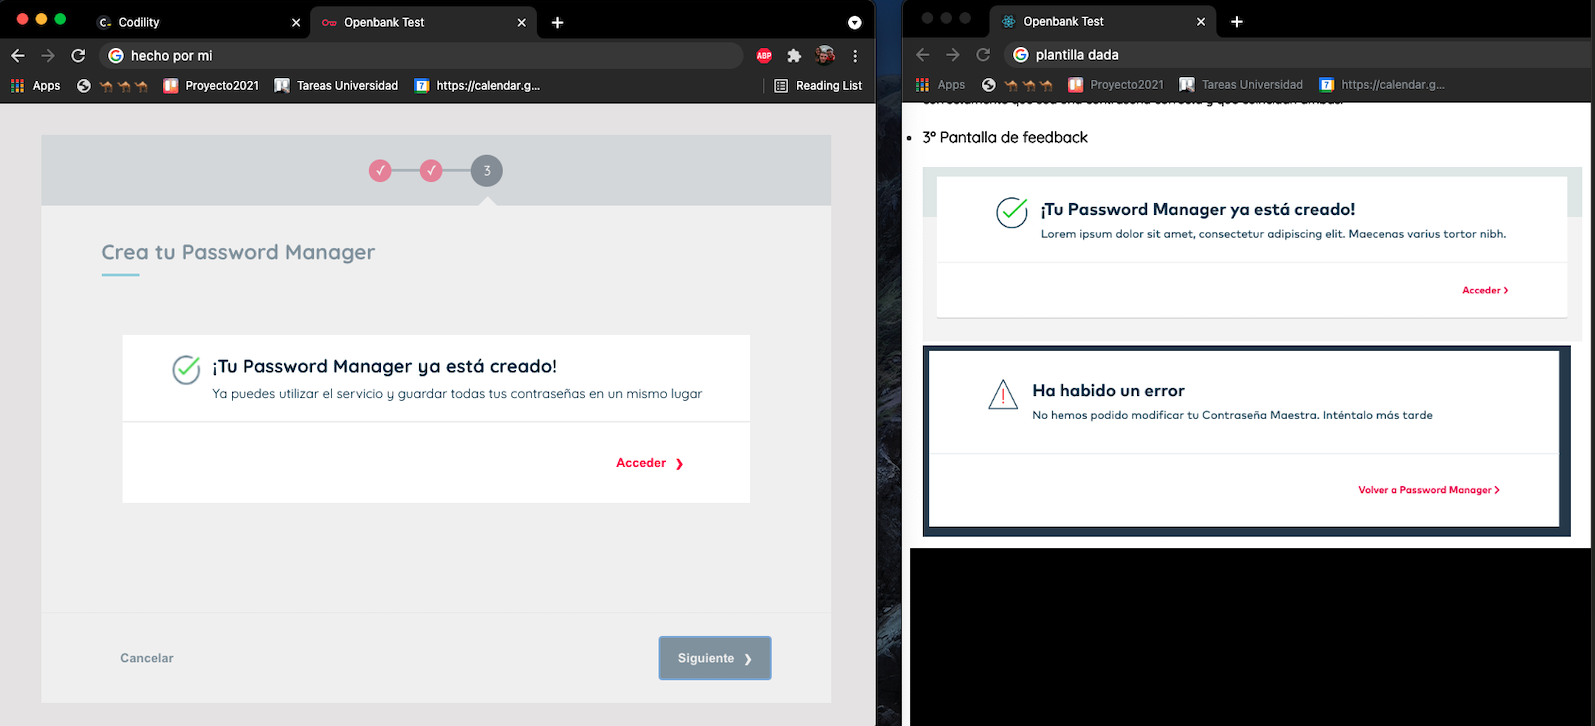 Codility
Openbank Test
hecho por mi
ABP
Apps
Proyecto2021
Tareas Universidad
7
https://calendar.g...
Reading List
3
Crea tu Password Manager
¡Tu Password Manager ya está creado!
Ya puedes utilizar el servicio y guardar todas tus contraseñas en un mismo lugar
Acceder
Cancelar
Siguiente
Openbank Test
plantilla dada
Apps
Proyecto2021
Tareas Universidad
7
https://calendar.g...
3º Pantalla de feedback
¡Tu Password Manager ya está creado!
Lorem ipsum dolor sit amet, consectetur adipiscing elit. Maecenas varius tortor nibh.
Acceder
Ha habido un error
No hemos podido modificar tu Contraseña Maestra. Inténtalo más tarde
Volver a Password Manager